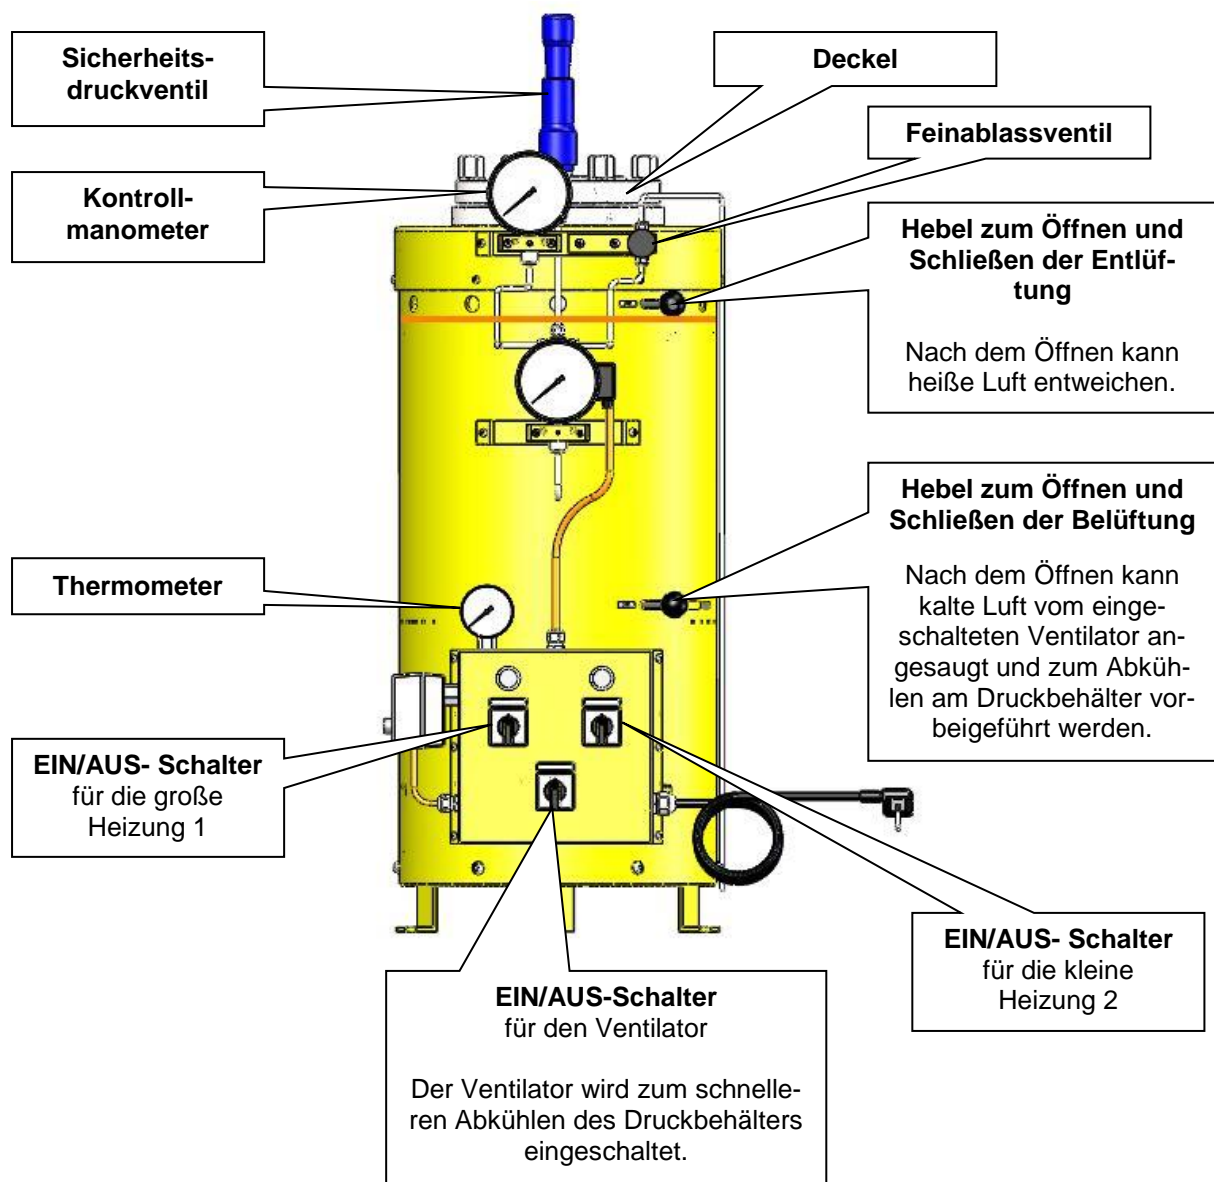 Sicherheits-
druckventil
Deckel
Feinablassventil
Kontroll-
manometer
Hebel zum Öffnen und
Schließen der Entlüf-
tung
Nach dem Öffnen kann
heiße Luft entweichen.
Hebel zum Öffnen und
Schließen der Belüftung
Nach dem Öffnen kann
kalte Luft vom einge-
schalteten Ventilator an-
gesaugt und zum Abküh-
len am Druckbehälter vor-
beigeführt werden.
Thermometer
EIN/AUS- Schalter
für die große
Heizung 1
EIN/AUS- Schalter
für die kleine
Heizung 2
EIN/AUS-Schalter
für den Ventilator
Der Ventilator wird zum schnelle-
ren Abkühlen des Druckbehälters
eingeschaltet.